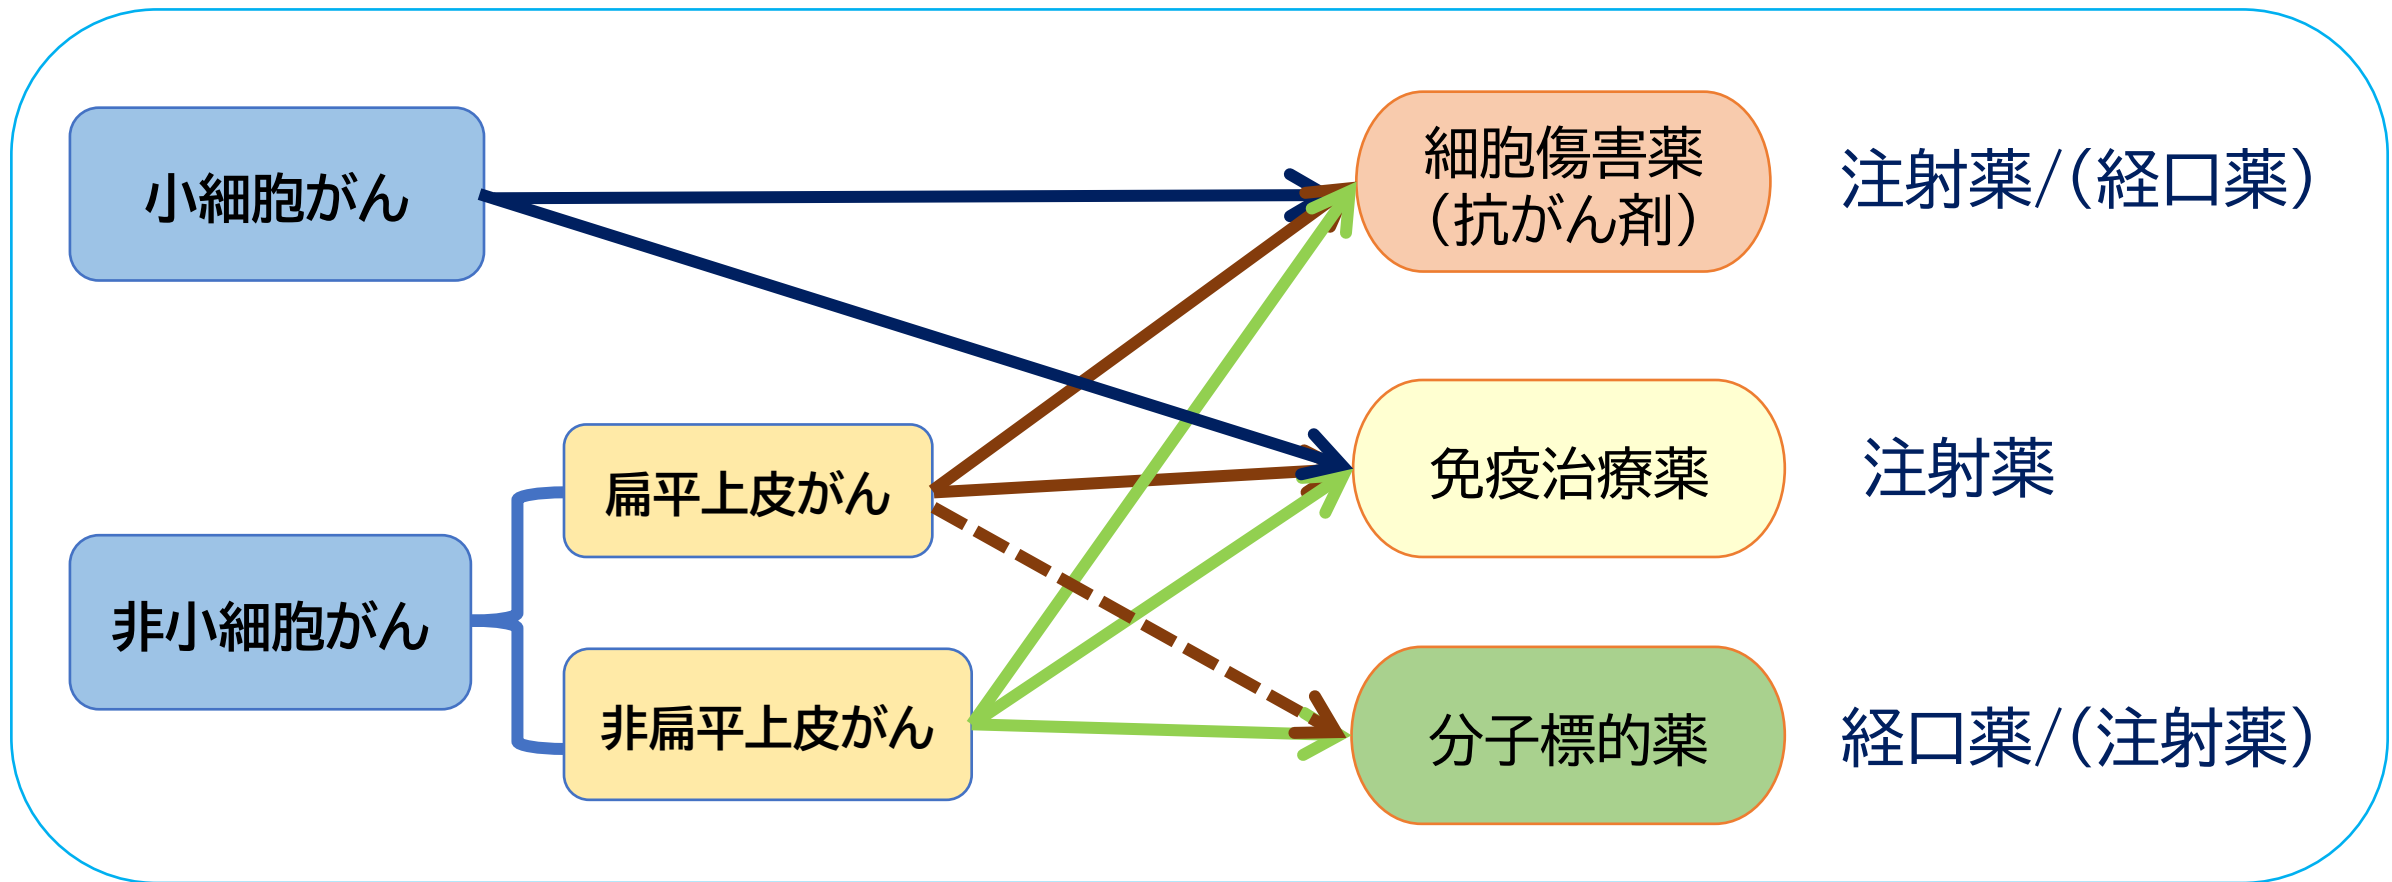 小細胞がん
細胞傷害薬
（抗がん剤）
注射薬/（経口薬）
扁平上皮がん
免疫治療薬
注射薬
非小細胞がん
非扁平上皮がん
分子標的薬
経口薬/（注射薬）